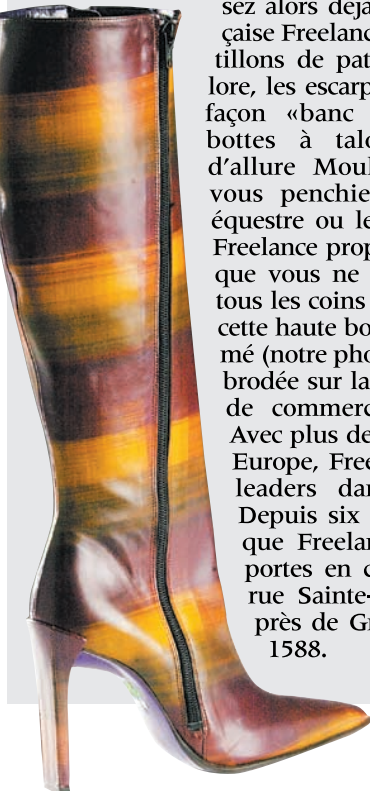 sez alors déjà
çaise Freelanc
tillons de pat
lore, les escarp
façon «banc
bottes à talo
d'allure Moul
vous penchie
équestre ou le
Freelance prop
que vous ne
tous les coins
cette haute bo
mé (notre pho
brodée sur la
de commerc
Avec plus de
Europe, Free
leaders dan
Depuis six
que Freelan
portes en c
rue Sainte-
près de Gr
1588.